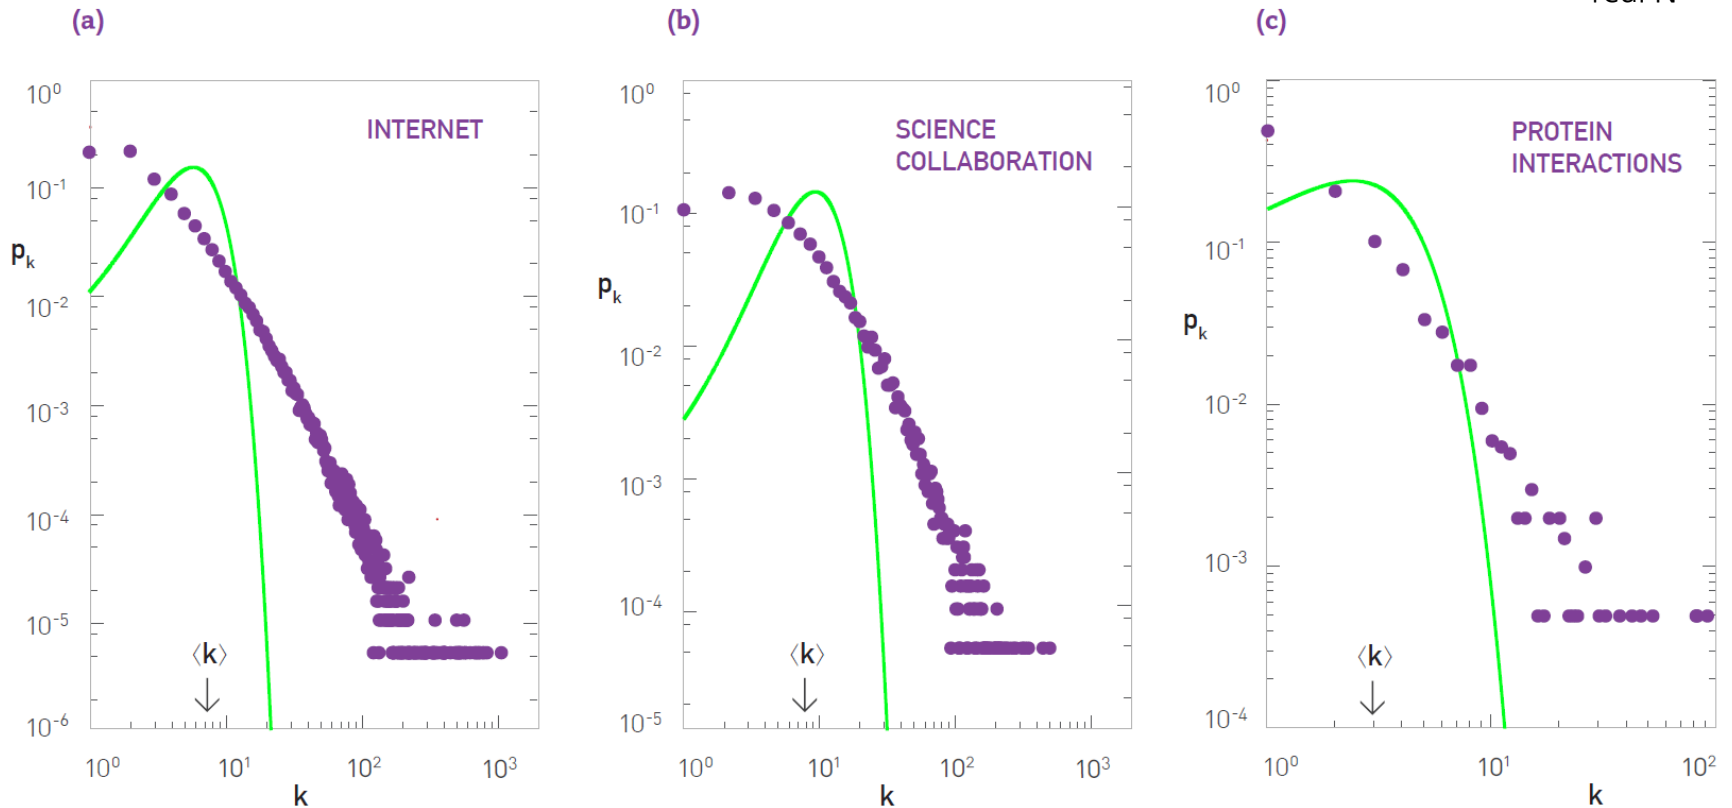 (a)
(b)
(c)
INTERNET
10⁰
10⁻¹
10⁻²
10⁻³
10⁻⁴
10⁻⁵
10⁻⁶
pₖ
⟨k⟩
10⁰ 10¹ 10² 10³
k
SCIENCE
COLLABORATION
10⁰
10⁻¹
10⁻²
10⁻³
10⁻⁴
10⁻⁵
pₖ
⟨k⟩
10⁰ 10¹ 10² 10³
k
PROTEIN
INTERACTIONS
10⁰
10⁻¹
10⁻²
10⁻³
10⁻⁴
pₖ
⟨k⟩
10⁰ 10¹ 10²
k